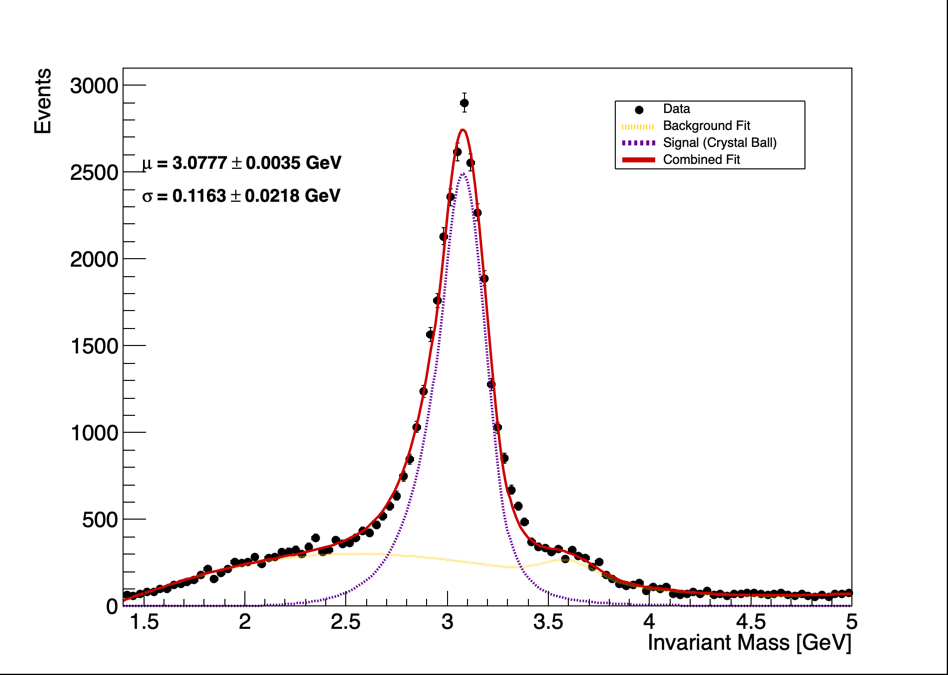 Events
3000
2500
2000
1500
1000
500
0
μ = 3.0777 ± 0.0035 GeV
σ = 0.1163 ± 0.0218 GeV
Data
Background Fit
Signal (Crystal Ball)
Combined Fit
1.5 2 2.5 3 3.5 4 4.5 5
Invariant Mass [GeV]